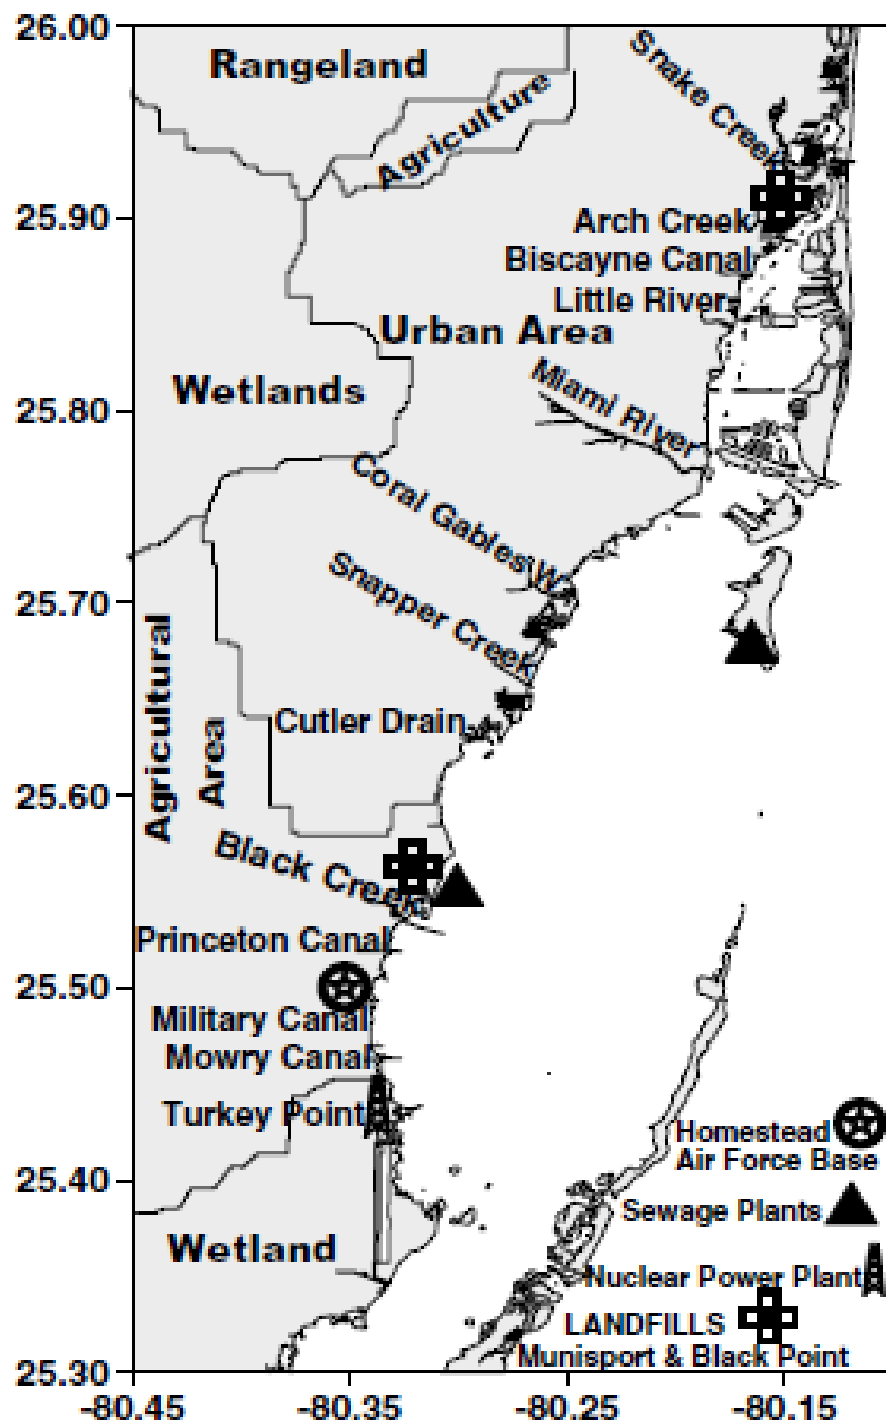 26.00
Rangeland
Snake Creek
Agriculture
25.90
Arch Creek
Biscayne Canal
Little River
Urban Area
Wetlands
Miami River
25.80
Coral Gables W
Snapper Creek
25.70
Agricultural
Area
Cutler Drain
25.60
Black Creek
Princeton Canal
25.50
Military Canal
Mowry Canal
Turkey Point
Homestead
Air Force Base
25.40
Sewage Plants
Wetland
Nuclear Power Plant
LANDFILLS
Munisport & Black Point
25.30
-80.45 -80.35 -80.25 -80.15